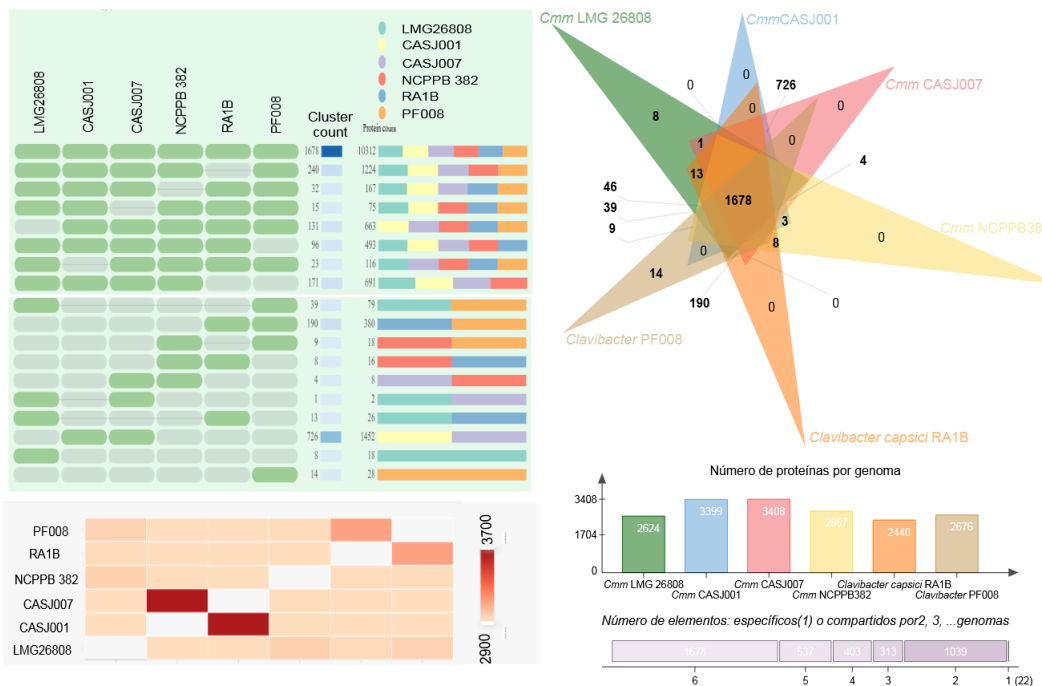 LMG26808
CASJ001
CASJ007
NCPPB 382
RA1B
PF008
LMG26808
CASJ001
CASJ007
NCPPB 382
RA1B
PF008
Cluster count
Protein count
1678 10312
240 1224
32 167
15 75
131 663
96 493
23 116
171 691
39 79
190 380
9 18
8 16
4 8
1 2
13 26
726 1452
8 18
14 28
Cmm LMG 26808
CmmCASJ001
Cmm CASJ007
Cmm NCPPB38
Clavibacter capsici RA1B
Clavibacter PF008
0
0
726
0
8
0
0
1
4
13
46
39
9
1678
3
0
8
0
14
190
0
0
PF008
RA1B
NCPPB 382
CASJ007
CASJ001
LMG26808
3700
2900
Número de proteínas por genoma
3408
1704
0
2624
3399
3408
2867
2440
2676
Cmm LMG 26808
Cmm CASJ001
Cmm CASJ007
Cmm NCPPB382
Clavibacter capsici RA1B
Clavibacter PF008
Número de elementos: específicos(1) o compartidos por2, 3, ...genomas
1678 537 403 313 1039
6 5 4 3 2 1 (22)